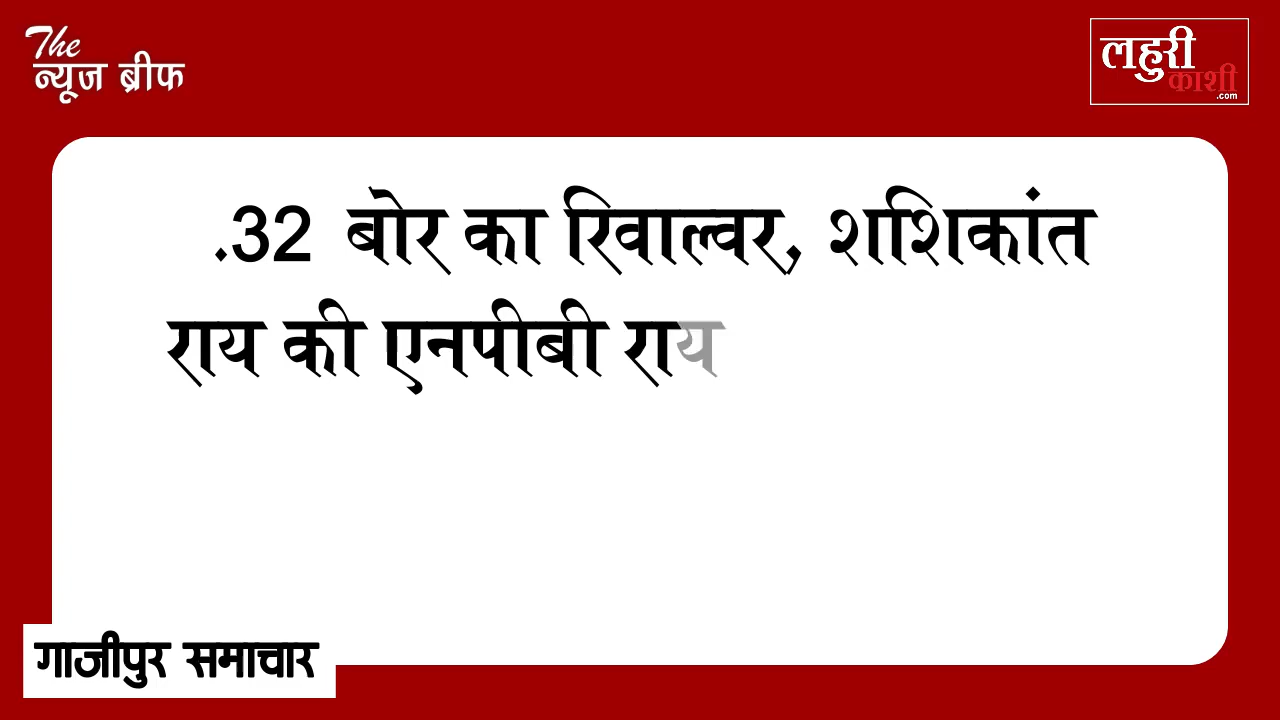 The
न्यूज ब्रीफ
लहुरी
काशी
.com
.32 बोर का रिवाल्वर, शशिकांत
राय की एनपीबी राय
गाजीपुर समाचार